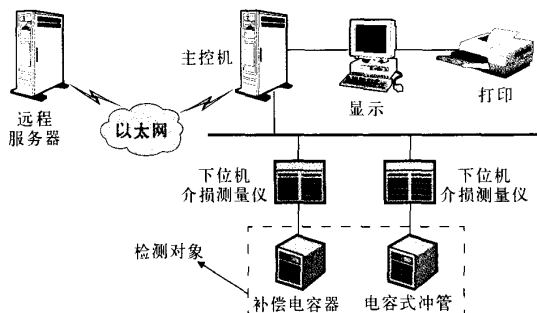 主控机
远程
服务器
以太网
显示
打印
下位机
介损测量仪
下位机
介损测量仪
检测对象
补偿电容器
电容式冲管